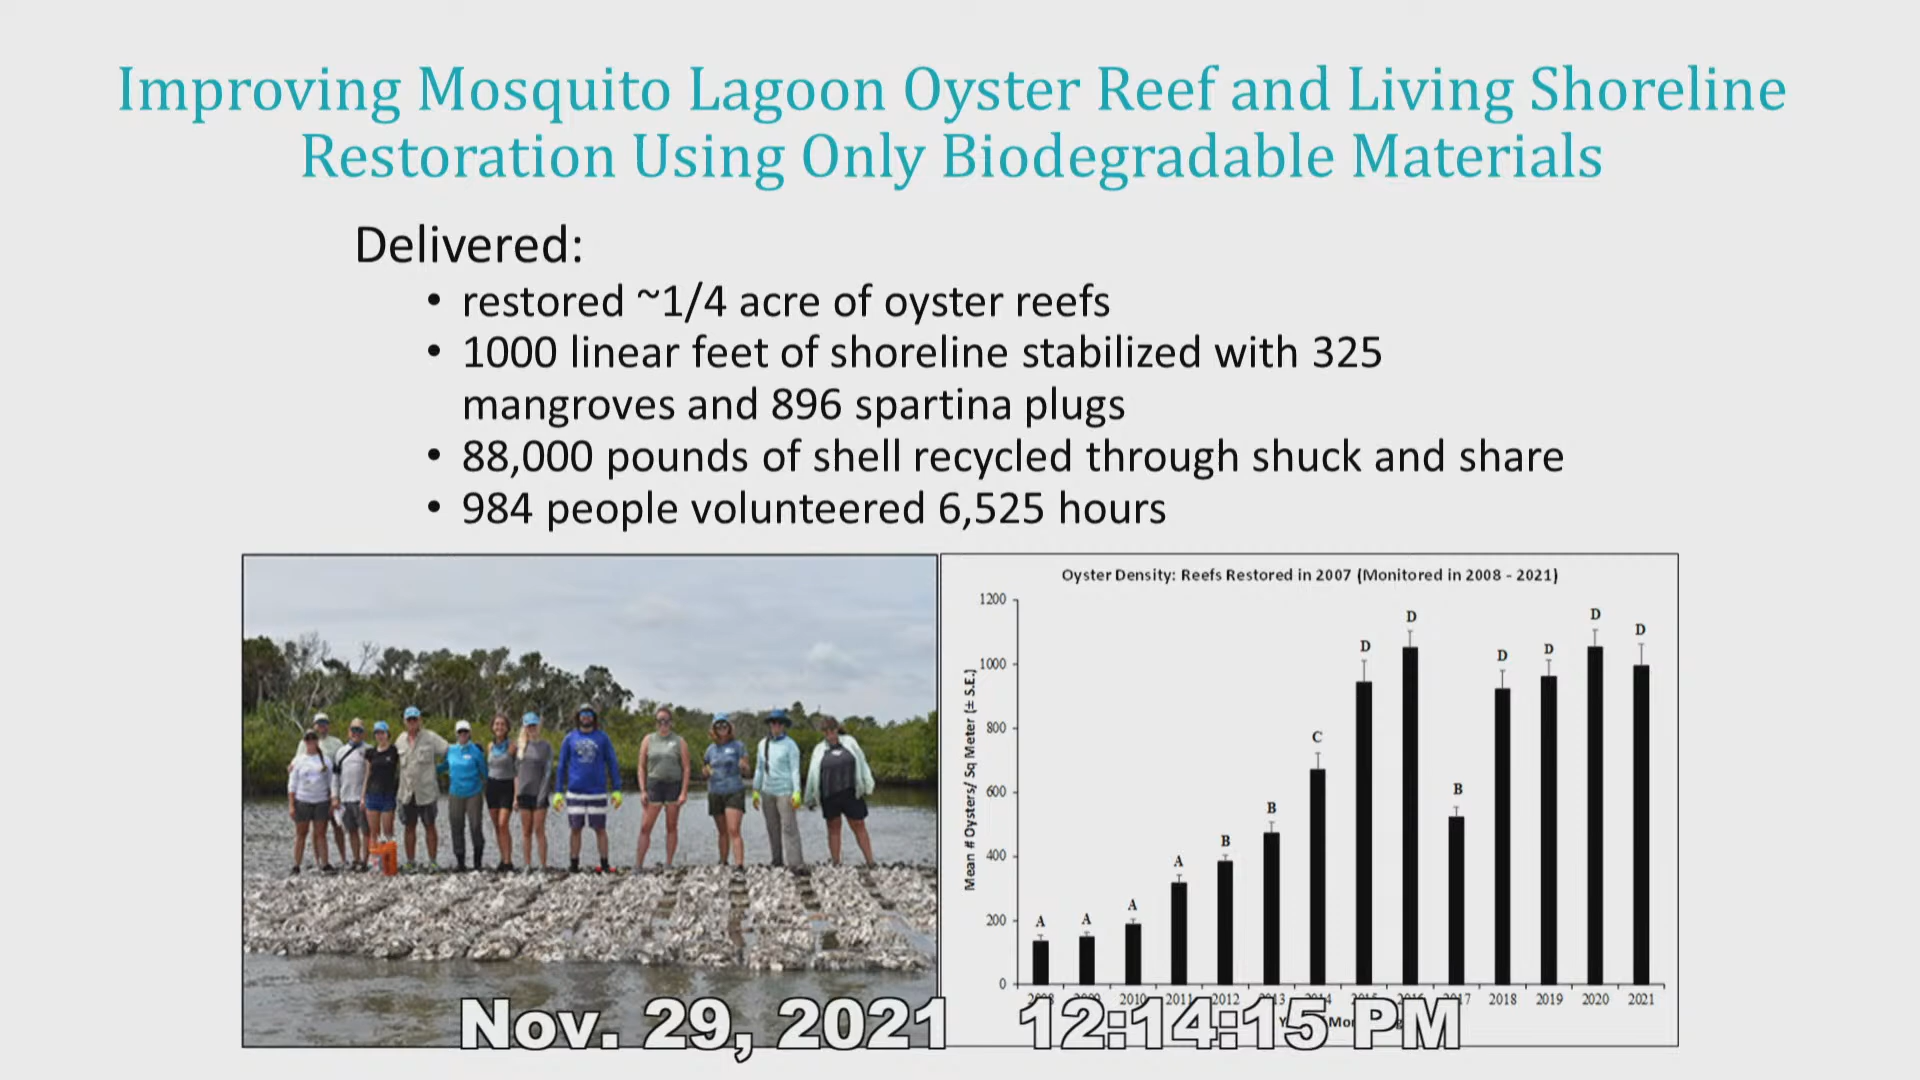 Improving Mosquito Lagoon Oyster Reef and Living Shoreline
Restoration Using Only Biodegradable Materials
Delivered:
• restored ~1/4 acre of oyster reefs
• 1000 linear feet of shoreline stabilized with 325
mangroves and 896 spartina plugs
• 88,000 pounds of shell recycled through shuck and share
• 984 people volunteered 6,525 hours
Oyster Density: Reefs Restored in 2007 (Monitored in 2008 - 2021)
Mean # Oysters/ Sq Meter (± S.E.)
1200
1000
800
600
400
200
0
A A A A B B C D D B D D D D
2010 2011 2012 2018 2019 2020 2021
Nov. 29, 2021 12:14:15 PM